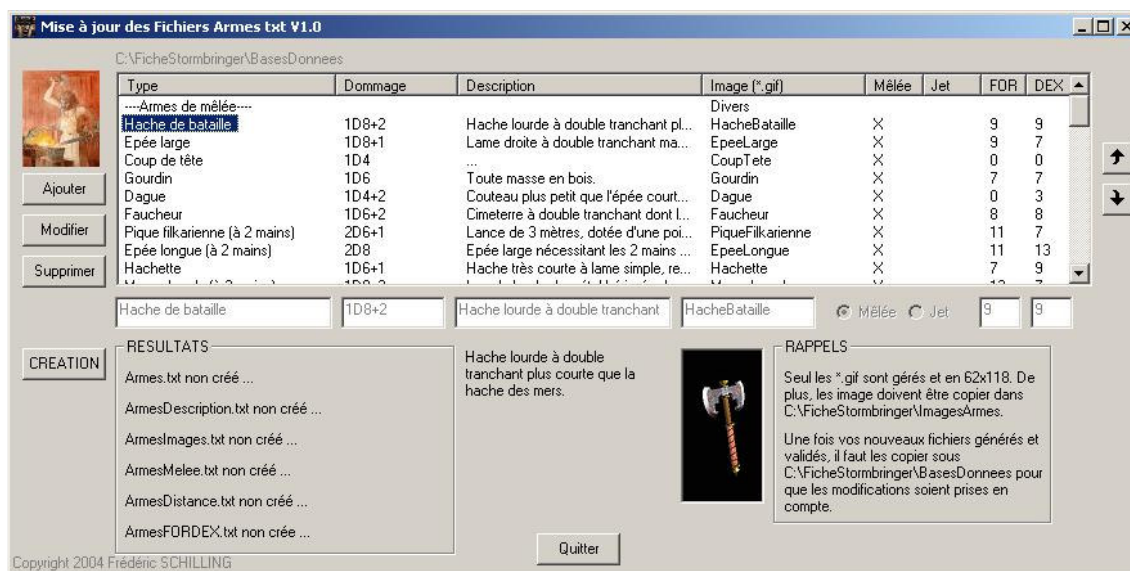 Mise à jour des Fichiers Armes txt V1.0
C:\FicheStormbringer\BasesDonnees
Type Dommage Description Image (*.gif) Mêlée Jet FOR DEX
----Armes de mêlée---- Divers
Hache de bataille 1D8+2 Hache lourde à double tranchant pl... HacheBataille X 9 9
Epée large 1D8+1 Lame droite à double tranchant ma... EpeeLarge X 9 7
Coup de tête 1D4 ... CoupTete X 0 0
Gourdin 1D6 Toute masse en bois. Gourdin X 7 7
Dague 1D4+2 Couteau plus petit que l'épée court... Dague X 0 3
Faucheur 1D6+2 Cimeterre à double tranchant dont l... Faucheur X 8 8
Pique filkarienne (à 2 mains) 2D6+1 Lance de 3 mètres, dotée d'une poi... PiqueFilkarienne X 11 7
Epée longue (à 2 mains) 2D8 Epée large nécessitant les 2 mains ... EpeeLongue X 11 13
Hachette 1D6+1 Hache très courte à lame simple, re... Hachette X 7 9
Ajouter
Modifier
Supprimer
Hache de bataille 1D8+2 Hache lourde à double tranchant HacheBataille Mêlée Jet 9 9
CREATION
RESULTATS
Armes.txt non créé ...
ArmesDescription.txt non créé ...
ArmesImages.txt non créé ...
ArmesMelee.txt non créé ...
ArmesDistance.txt non créé ...
ArmesFORDEX.txt non crée ...
Hache lourde à double
tranchant plus courte que la
hache des mers.
RAPPELS
Seul les *.gif sont gérés et en 62x118. De
plus, les image doivent être copier dans
C:\FicheStormbringer\ImagesArmes.
Une fois vos nouveaux fichiers générés et
validés, il faut les copier sous
C:\FicheStormbringer\BasesDonnees pour
que les modifications soient prises en
compte.
Quitter
Copyright 2004 Frédéric SCHILLING